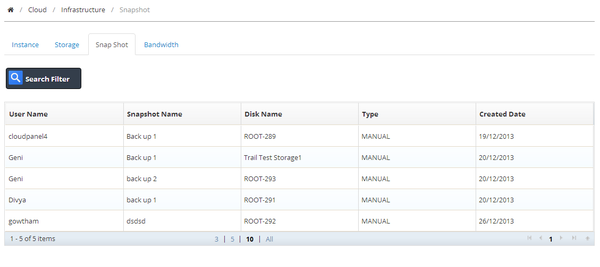 / Cloud / Infrastructure / Snapshot
Instance Storage Snap Shot Bandwidth
Search Filter
User Name Snapshot Name Disk Name Type Created Date
cloudpanel4 Back up 1 ROOT-289 MANUAL 19/12/2013
Geni Back up 1 Trail Test Storage1 MANUAL 20/12/2013
Geni back up 2 ROOT-293 MANUAL 20/12/2013
Divya back up 1 ROOT-291 MANUAL 20/12/2013
gowtham dsdsd ROOT-292 MANUAL 26/12/2013
1 - 5 of 5 items 3 | 5 | 10 | All 1